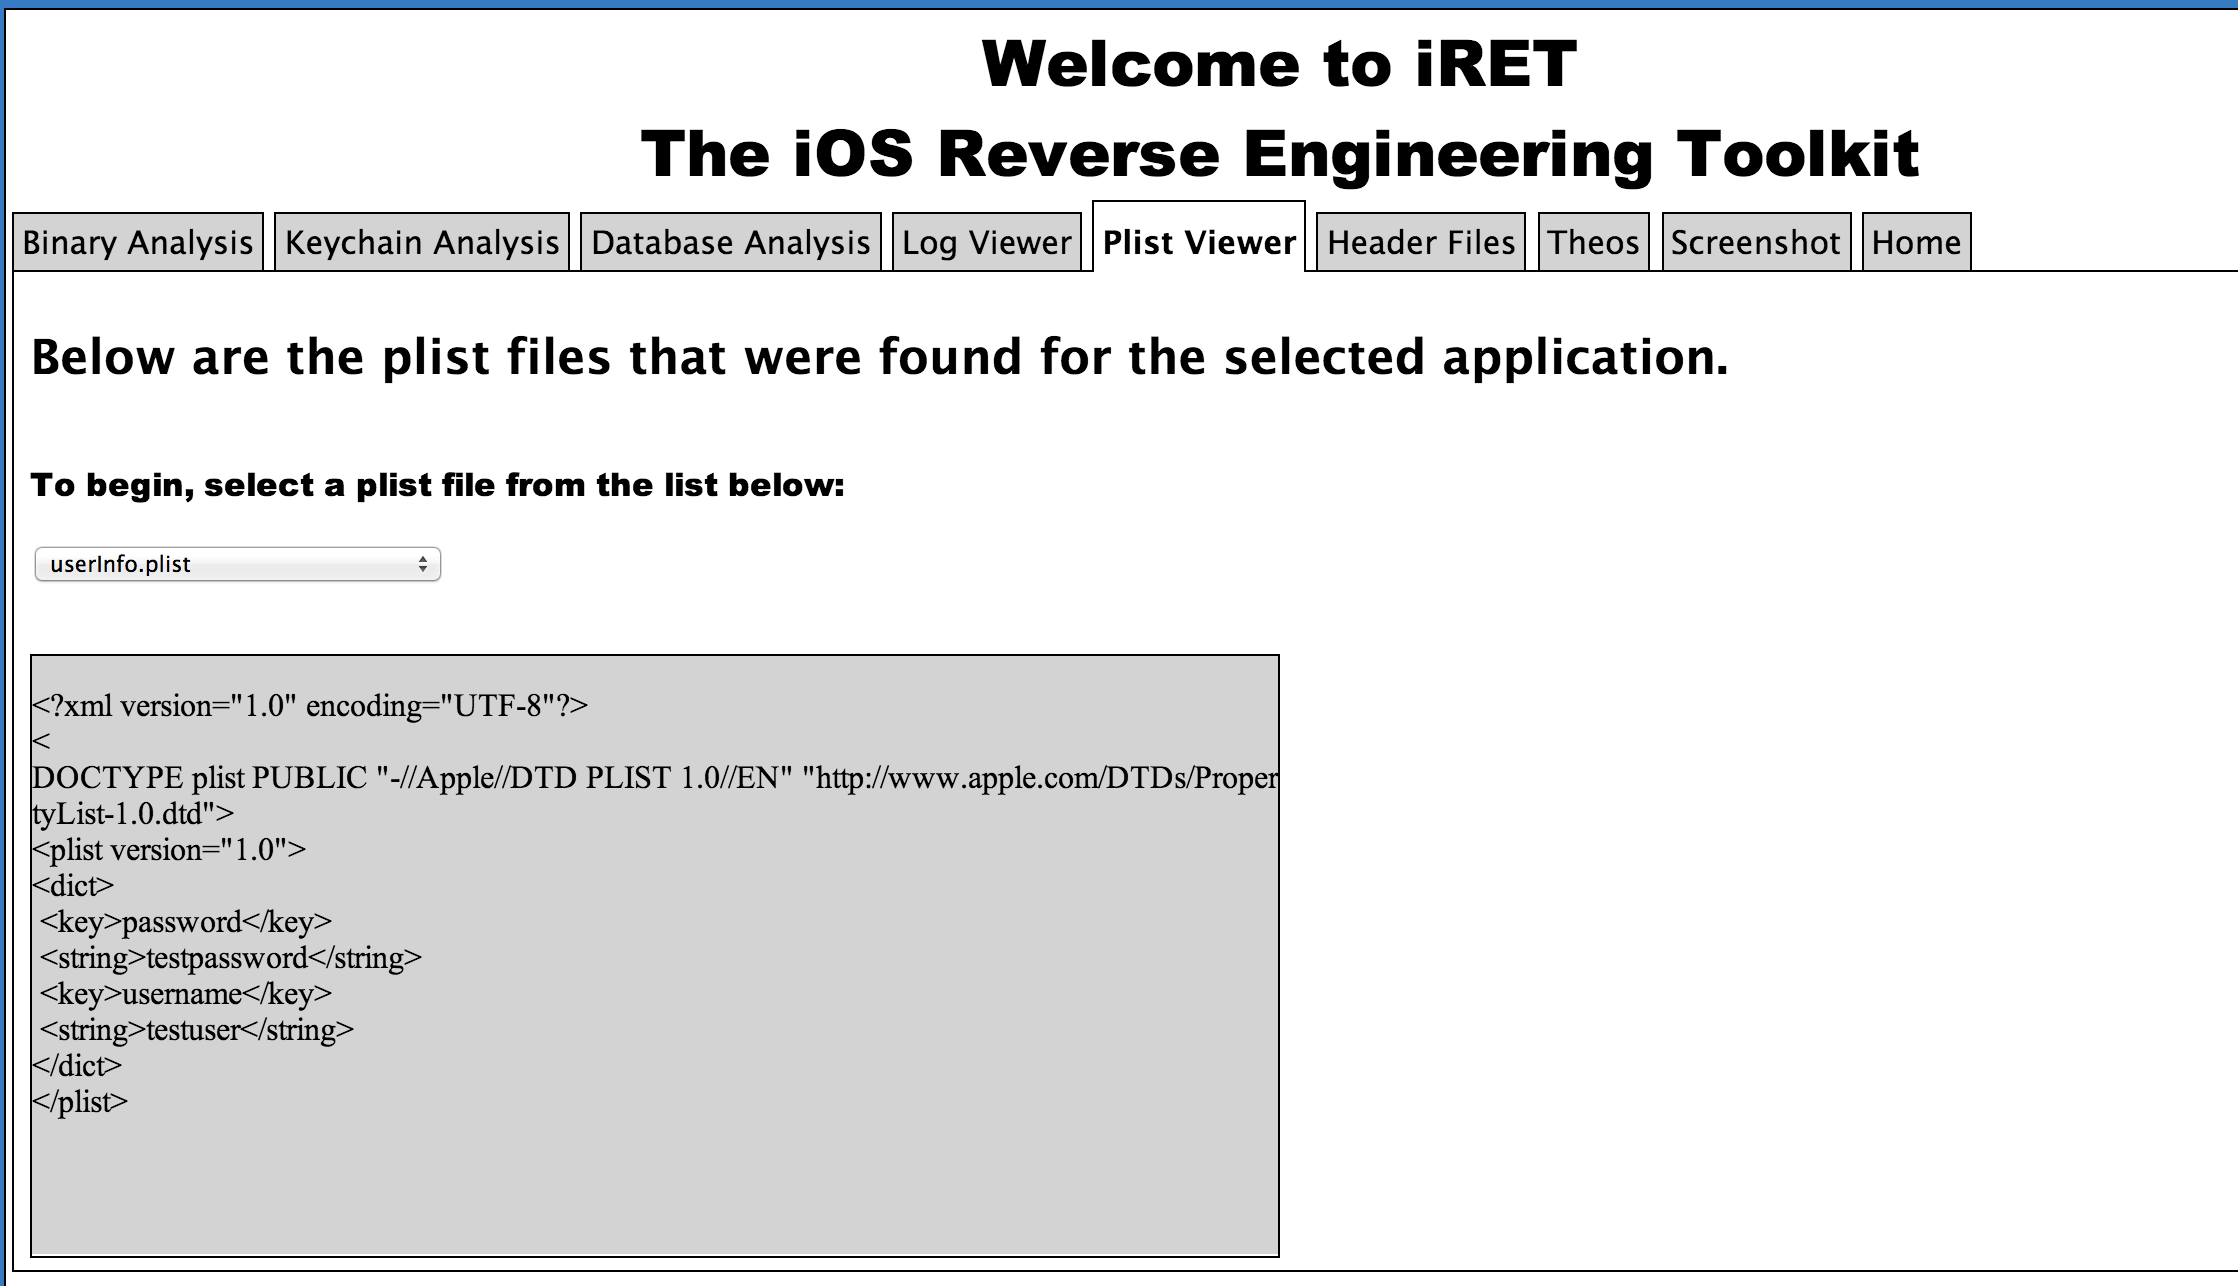 Welcome to iRET
The iOS Reverse Engineering Toolkit
Binary Analysis Keychain Analysis Database Analysis Log Viewer Plist Viewer Header Files Theos Screenshot Home
Below are the plist files that were found for the selected application.
To begin, select a plist file from the list below:
userInfo.plist
<?xml version="1.0" encoding="UTF-8"?>
<
DOCTYPE plist PUBLIC "-//Apple//DTD PLIST 1.0//EN" "http://www.apple.com/DTDs/Proper
tyList-1.0.dtd">
<plist version="1.0">
<dict>
<key>password</key>
<string>testpassword</string>
<key>username</key>
<string>testuser</string>
</dict>
</plist>